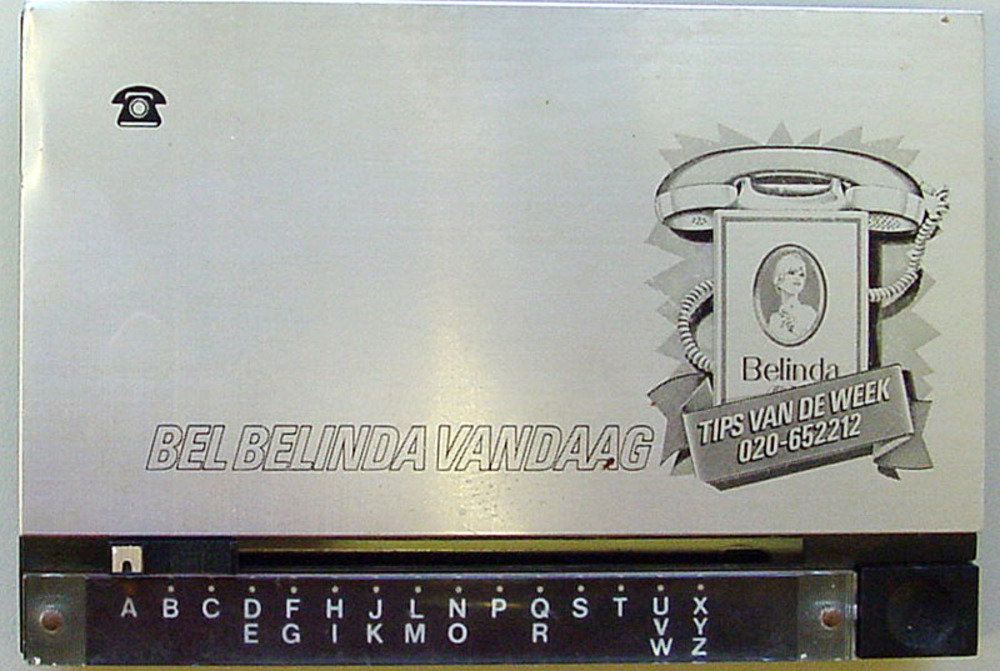 BEL BELINDA VANDAAG
Belinda
TIPS VAN DE WEEK
020-652212
A B C D F H J L N P Q S T U X
E G I K M O R V Y
W Z